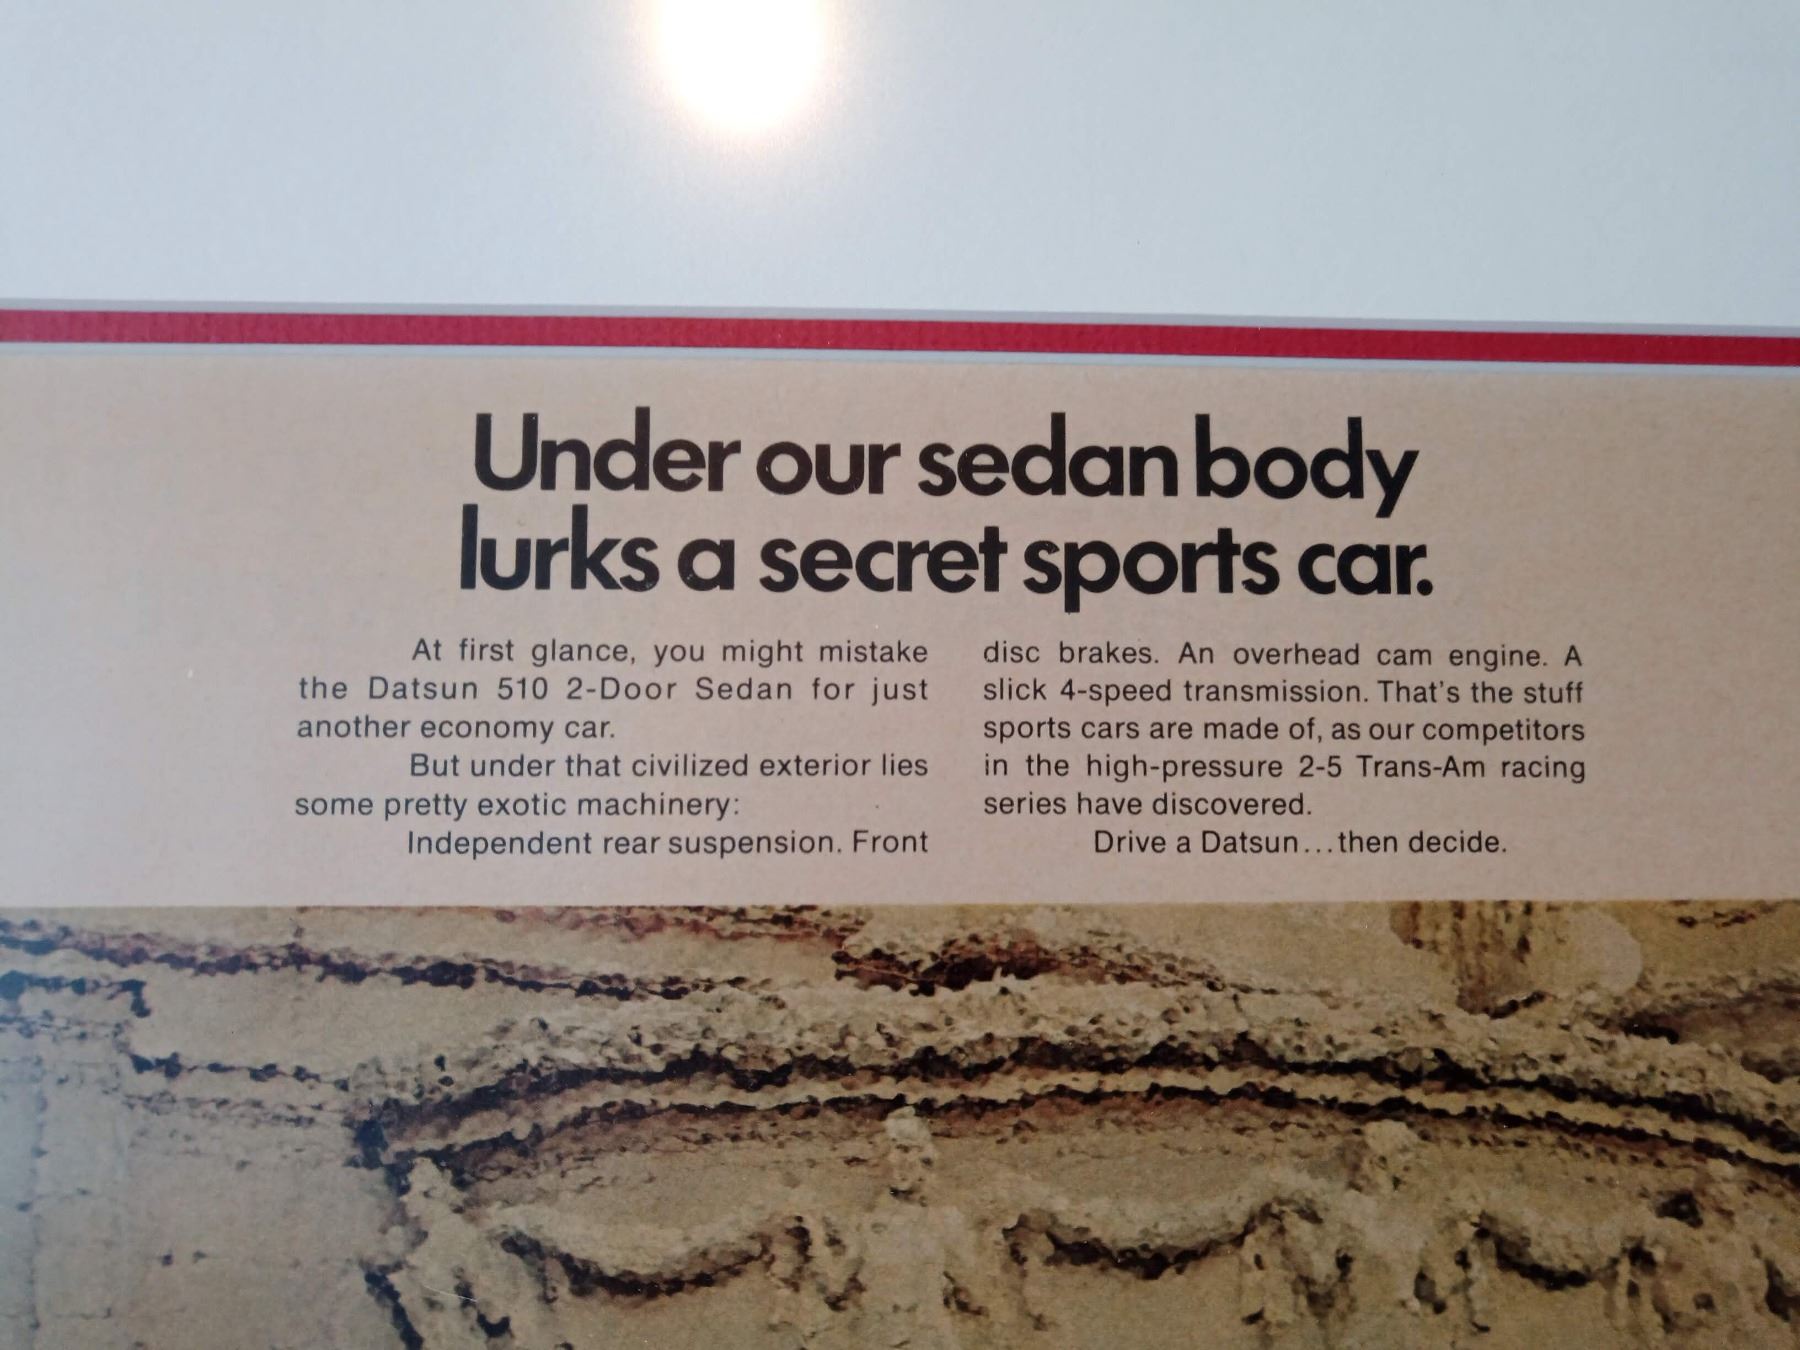 Under our sedan body
lurks a secret sports car.
At first glance, you might mistake
the Datsun 510 2-Door Sedan for just
another economy car.
But under that civilized exterior lies
some pretty exotic machinery:
Independent rear suspension. Front
disc brakes. An overhead cam engine. A
slick 4-speed transmission. That's the stuff
sports cars are made of, as our competitors
in the high-pressure 2-5 Trans-Am racing
series have discovered.
Drive a Datsun...then decide.